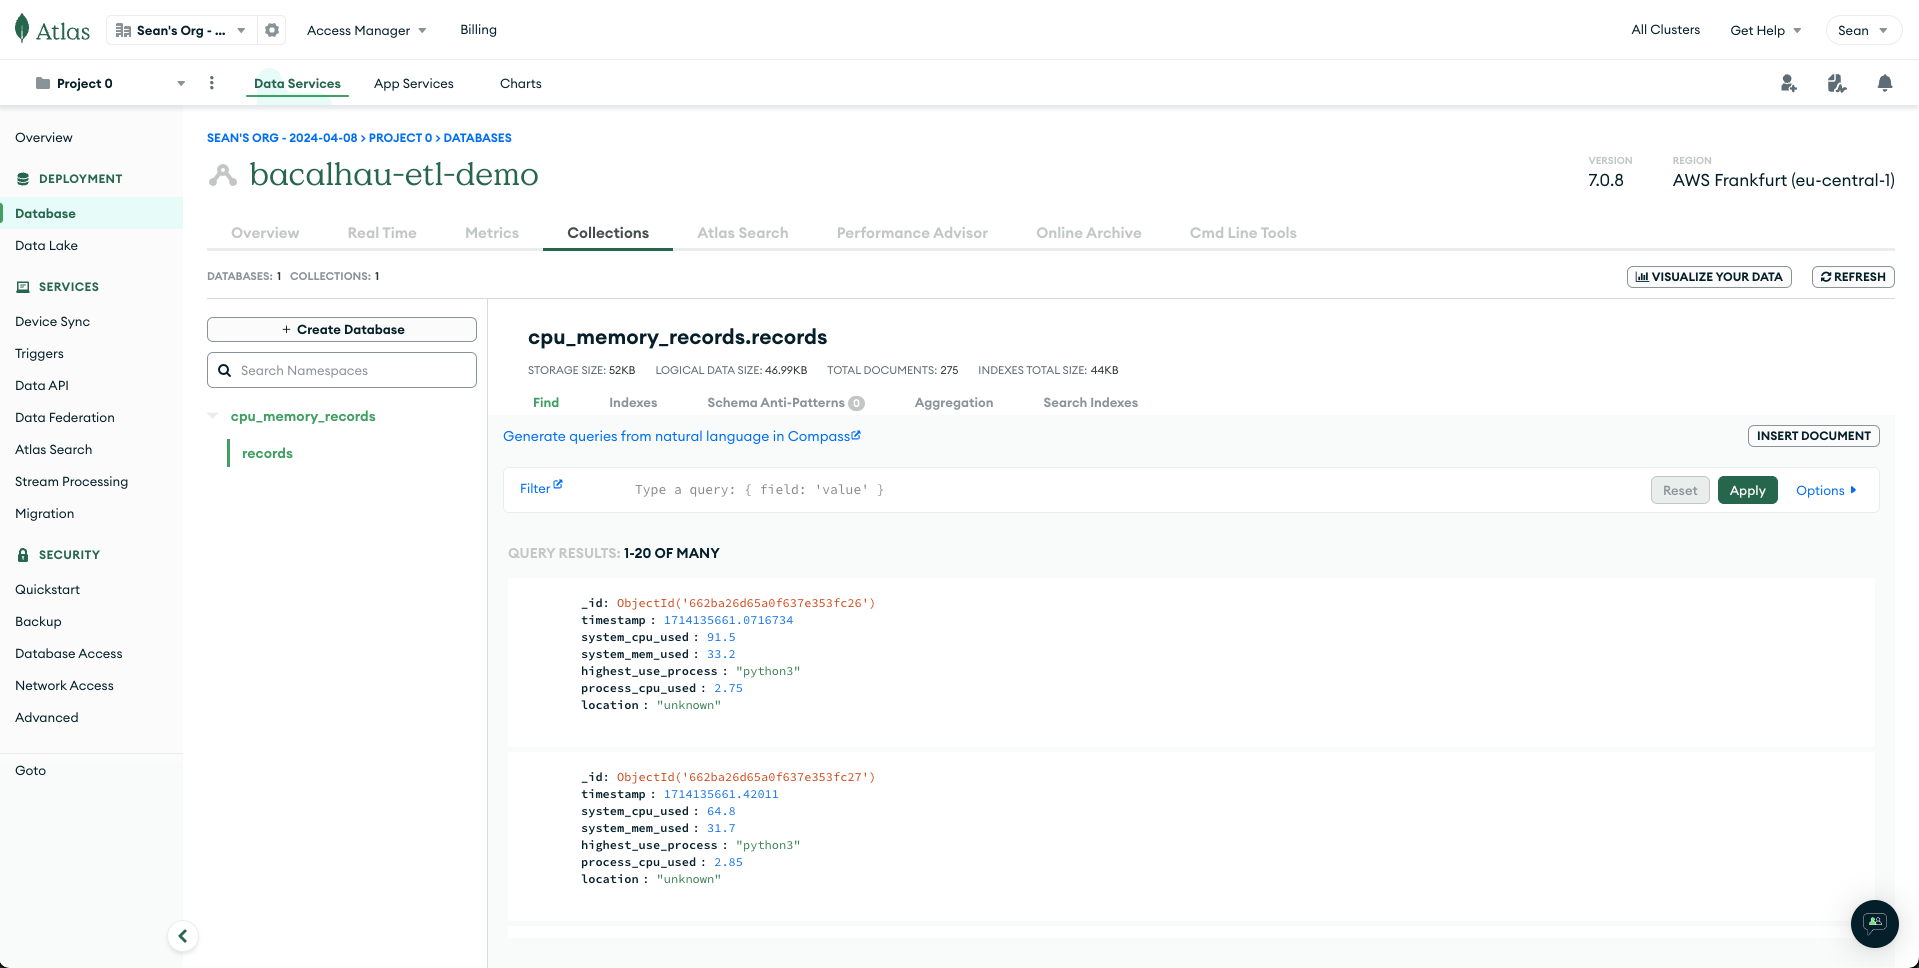 Atlas
Sean's Org - ...
Access Manager
Billing
All Clusters
Get Help
Sean
Project 0
Data Services
App Services
Charts
Overview
DEPLOYMENT
Database
Data Lake
SERVICES
Device Sync
Triggers
Data API
Data Federation
Atlas Search
Stream Processing
Migration
SECURITY
Quickstart
Backup
Database Access
Network Access
Advanced
Goto
SEAN'S ORG - 2024-04-08 > PROJECT 0 > DATABASES
bacalhau-etl-demo
VERSION
7.0.8
REGION
AWS Frankfurt (eu-central-1)
Overview
Real Time
Metrics
Collections
Atlas Search
Performance Advisor
Online Archive
Cmd Line Tools
DATABASES: 1 COLLECTIONS: 1
VISUALIZE YOUR DATA
REFRESH
+ Create Database
Search Namespaces
cpu_memory_records
records
cpu_memory_records.records
STORAGE SIZE: 52KB LOGICAL DATA SIZE: 46.99KB TOTAL DOCUMENTS: 275 INDEXES TOTAL SIZE: 44KB
Find
Indexes
Schema Anti-Patterns 0
Aggregation
Search Indexes
Generate queries from natural language in Compass
INSERT DOCUMENT
Filter
Type a query: { field: 'value' }
Reset
Apply
Options
QUERY RESULTS: 1-20 OF MANY
_id: ObjectId('662ba26d65a0f637e353fc26')
timestamp : 1714135661.0716734
system_cpu_used : 91.5
system_mem_used : 33.2
highest_use_process : "python3"
process_cpu_used : 2.75
location : "unknown"
_id: ObjectId('662ba26d65a0f637e353fc27')
timestamp : 1714135661.42011
system_cpu_used : 64.8
system_mem_used : 31.7
highest_use_process : "python3"
process_cpu_used : 2.85
location : "unknown"